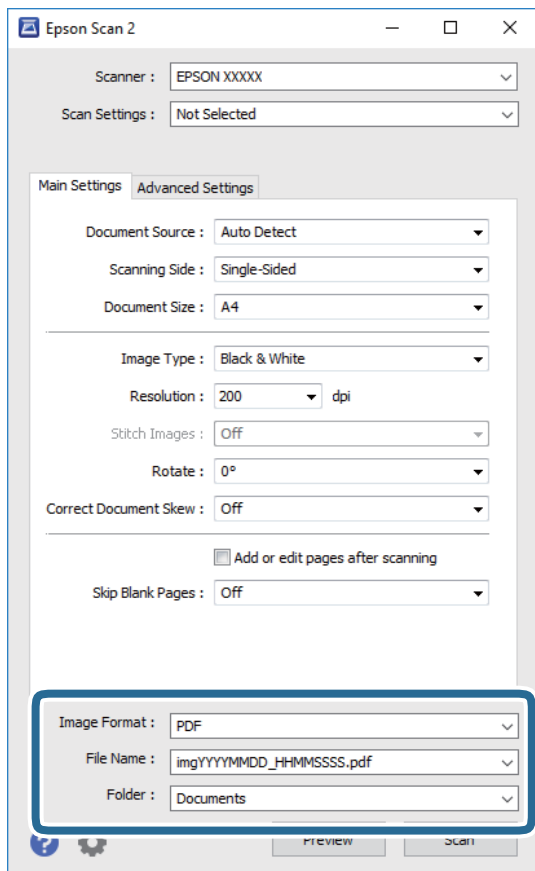 Epson Scan 2
Scanner : EPSON XXXXX
Scan Settings : Not Selected
Main Settings Advanced Settings
Document Source : Auto Detect
Scanning Side : Single-Sided
Document Size : A4
Image Type : Black & White
Resolution : 200 dpi
Stitch Images : Off
Rotate : 0°
Correct Document Skew : Off
Add or edit pages after scanning
Skip Blank Pages : Off
Image Format : PDF
File Name : imgYYYYMMDD_HHMMSSSS.pdf
Folder : Documents
? Preview Scan